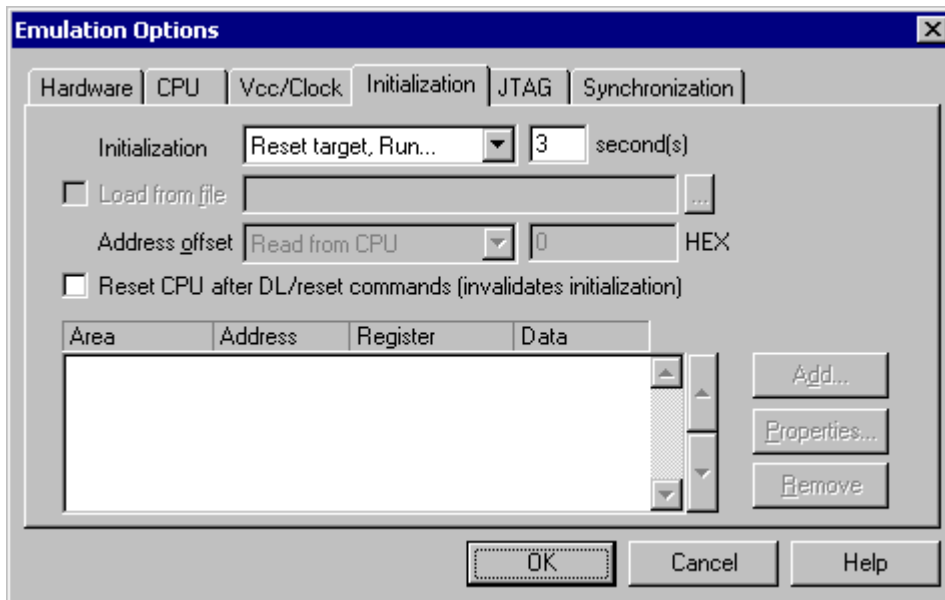 Emulation Options
Hardware CPU Vcc/Clock Initialization JTAG Synchronization
Initialization Reset target, Run... 3 second(s)
Load from file ...
Address offset Read from CPU 0 HEX
Reset CPU after DL/reset commands (invalidates initialization)
Area Address Register Data
Add...
Properties...
Remove
OK Cancel Help